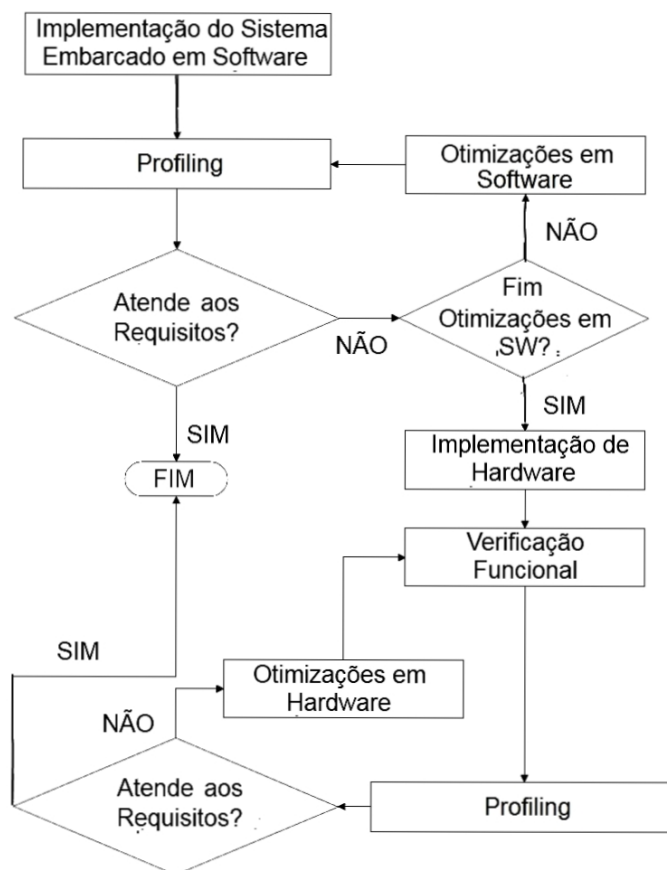 Implementação do Sistema
Embarcado em Software
Profiling
Otimizações em
Software
NÃO
Atende aos
Requisitos?
NÃO
Fim
Otimizações em
SW?
SIM
SIM
FIM
Implementação de
Hardware
Verificação
Funcional
SIM
Otimizações em
Hardware
NÃO
Atende aos
Requisitos?
Profiling